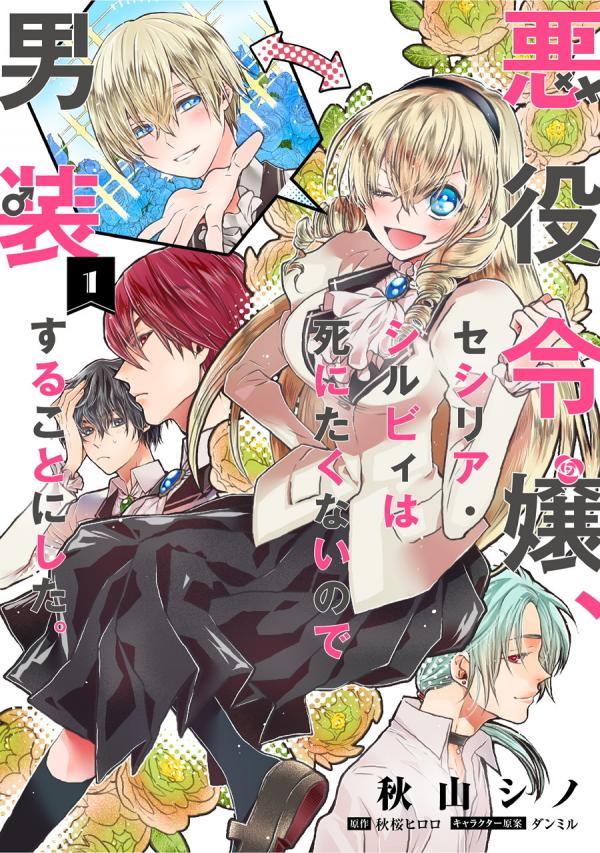 悪役令嬢、
セシリア・
シルビィは
死にたくないので
男装
することにした。
1
秋山シノ
原作 秋桜ヒロロ キャラクター原案 ダンミル